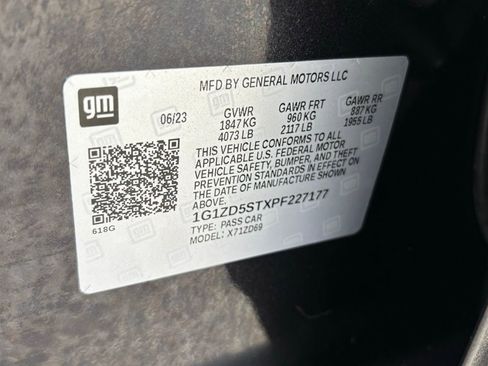 MFD BY GENERAL MOTORS LLC
gm
06/23 GVWR GAWR FRT GAWR RR
1847 KG 960 KG 887 KG
4073 LB 2117 LB 1955 LB
THIS VEHICLE CONFORMS TO ALL
APPLICABLE U.S. FEDERAL MOTOR
VEHICLE SAFETY, BUMPER, AND THEFT
PREVENTION STANDARDS IN EFFECT ON
THE DATE OF MANUFACTURE SHOWN
ABOVE.
1G1ZD5STXPF227177
TYPE: PASS CAR
MODEL: X71ZD69
618G